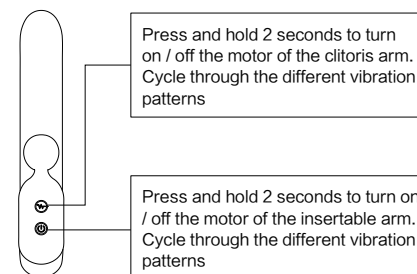 Press and hold 2 seconds to turn
on / off the motor of the clitoris arm.
Cycle through the different vibration
patterns
Press and hold 2 seconds to turn on
/ off the motor of the insertable arm.
Cycle through the different vibration
patterns